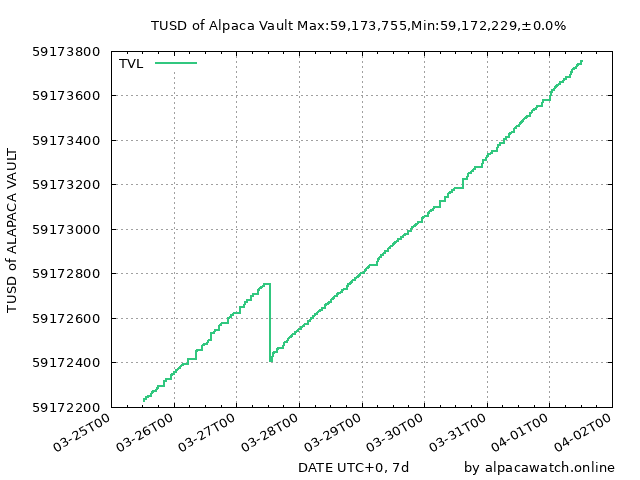 TUSD of Alpaca Vault Max:59,173,755,Min:59,172,229,±0.0%
TVL
59173800
59173600
59173400
59173200
59173000
59172800
59172600
59172400
59172200
TUSD of ALAPACA VAULT
03-25T00
03-26T00
03-27T00
03-28T00
03-29T00
03-30T00
03-31T00
04-01T00
04-02T00
DATE UTC+0, 7d
by alpacawatch.online